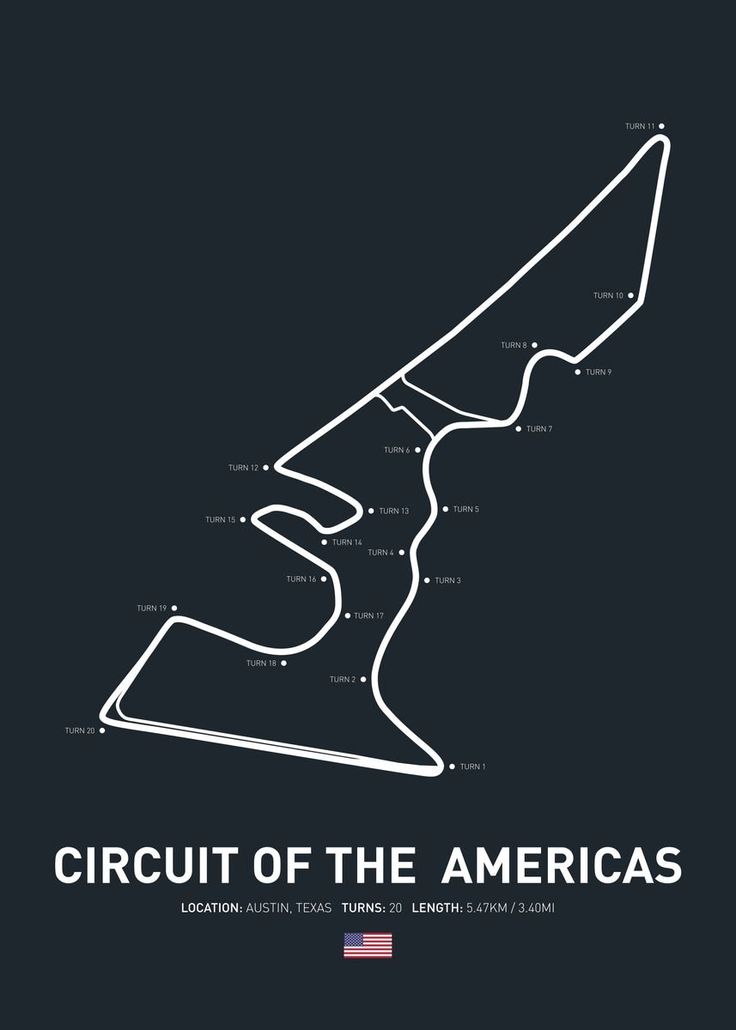 TURN 11
TURN 10
TURN 8
TURN 9
TURN 7
TURN 6
TURN 12
TURN 13
TURN 5
TURN 15
TURN 14
TURN 4
TURN 16
TURN 3
TURN 19
TURN 17
TURN 18
TURN 2
TURN 20
TURN 1
CIRCUIT OF THE AMERICAS
LOCATION: AUSTIN, TEXAS TURNS: 20 LENGTH: 5.47KM / 3.40MI